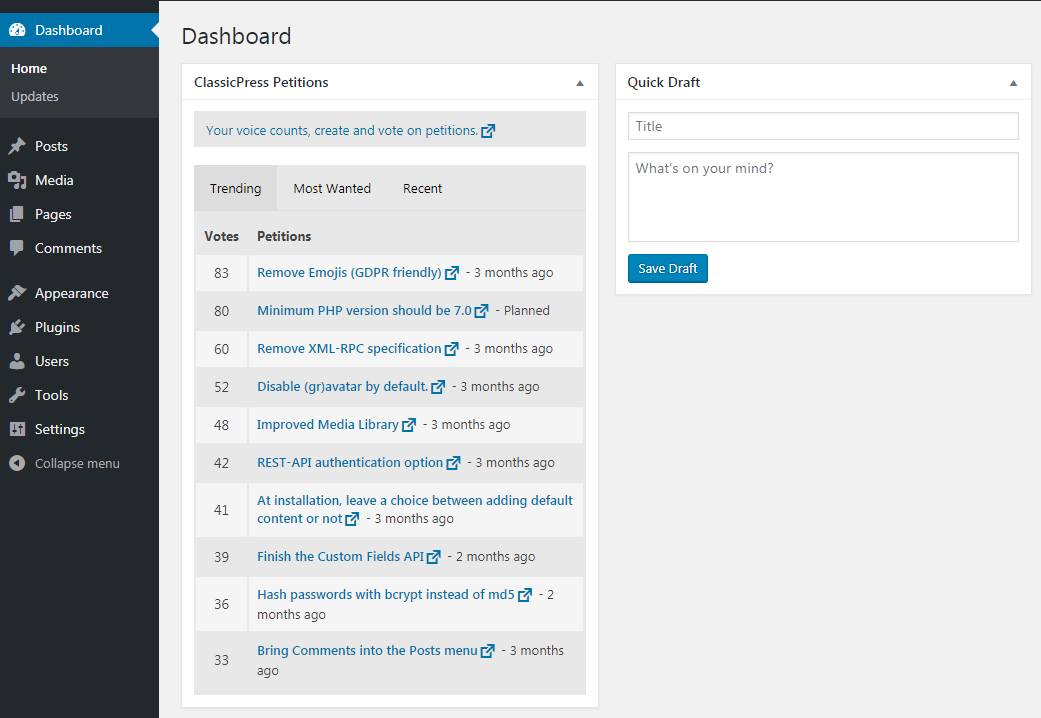 Dashboard
Home
Updates
Posts
Media
Pages
Comments
Appearance
Plugins
Users
Tools
Settings
Collapse menu
Dashboard
ClassicPress Petitions
Your voice counts, create and vote on petitions.
Trending Most Wanted Recent
Votes Petitions
83 Remove Emojis (GDPR friendly) - 3 months ago
80 Minimum PHP version should be 7.0 - Planned
60 Remove XML-RPC specification - 3 months ago
52 Disable (gr)avatar by default. - 3 months ago
48 Improved Media Library - 3 months ago
42 REST-API authentication option - 3 months ago
41 At installation, leave a choice between adding default
content or not - 3 months ago
39 Finish the Custom Fields API - 2 months ago
36 Hash passwords with bcrypt instead of md5 - 2
months ago
33 Bring Comments into the Posts menu - 3 months
ago
Quick Draft
Title
What's on your mind?
Save Draft